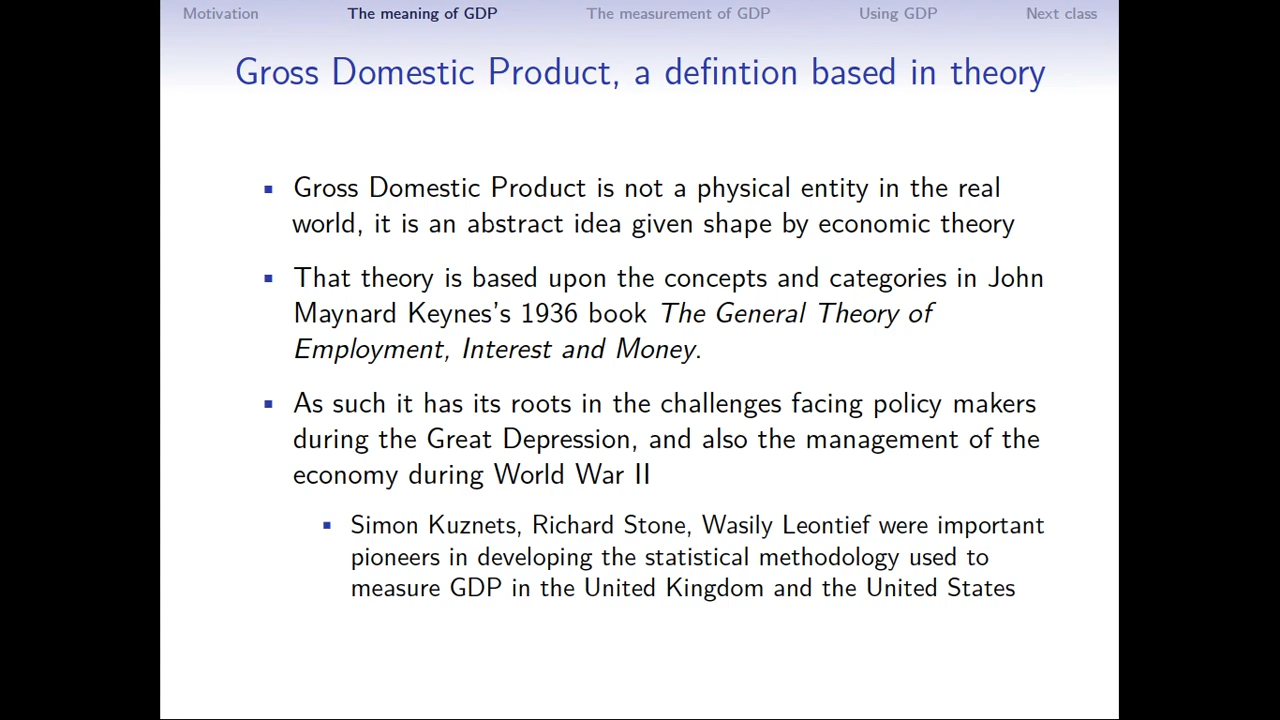 Motivation The meaning of GDP The measurement of GDP Using GDP Next class
Gross Domestic Product, a defintion based in theory
Gross Domestic Product is not a physical entity in the real
world, it is an abstract idea given shape by economic theory
That theory is based upon the concepts and categories in John
Maynard Keynes's 1936 book The General Theory of
Employment, Interest and Money.
As such it has its roots in the challenges facing policy makers
during the Great Depression, and also the management of the
economy during World War II
Simon Kuznets, Richard Stone, Wasily Leontief were important
pioneers in developing the statistical methodology used to
measure GDP in the United Kingdom and the United States